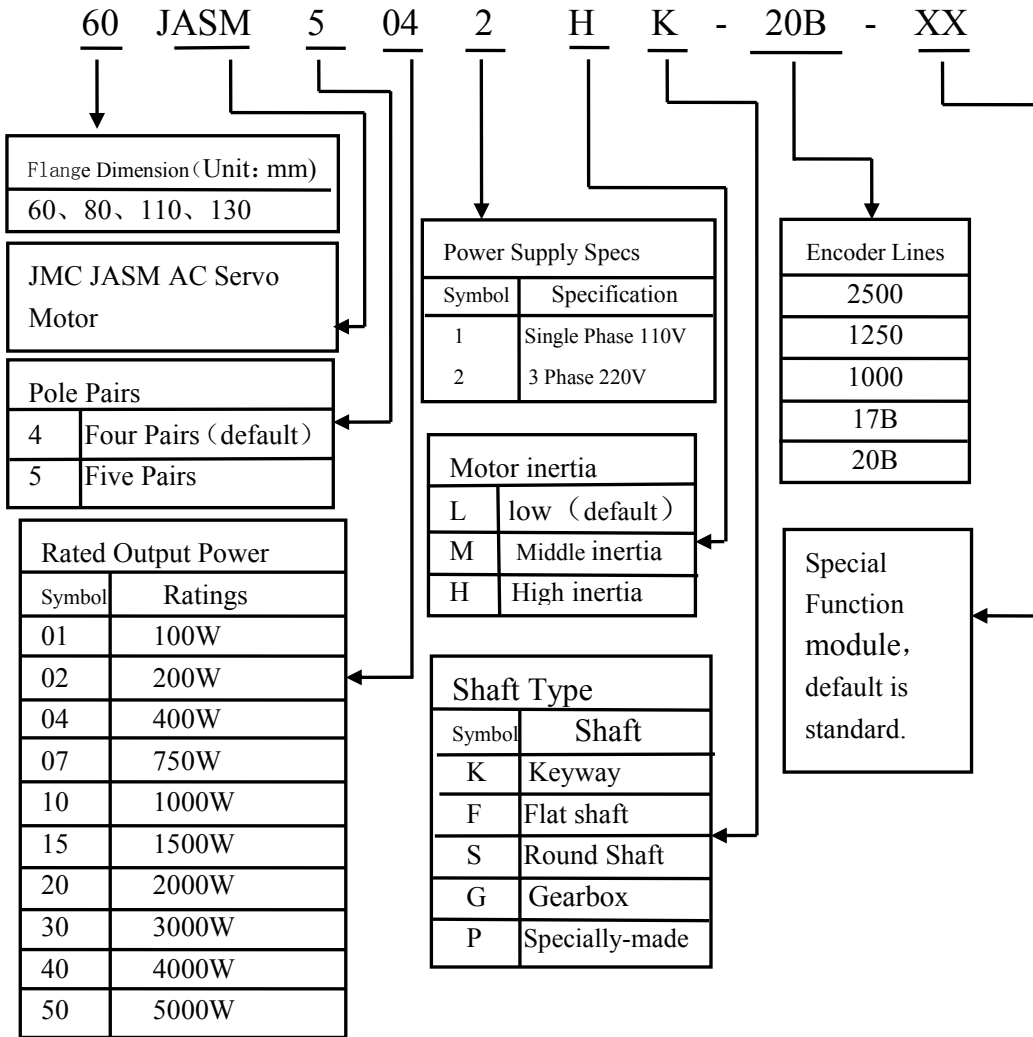 60 JASM 5 04 2 H K - 20B - XX
Flange Dimension（Unit：mm)
60、80、110、130
JMC JASM AC Servo
Motor
Pole Pairs
4 Four Pairs（default）
5 Five Pairs
Rated Output Power
Symbol Ratings
01 100W
02 200W
04 400W
07 750W
10 1000W
15 1500W
20 2000W
30 3000W
40 4000W
50 5000W
Power Supply Specs
Symbol Specification
1 Single Phase 110V
2 3 Phase 220V
Motor inertia
L low （default）
M Middle inertia
H High inertia
Shaft Type
Symbol Shaft
K Keyway
F Flat shaft
S Round Shaft
G Gearbox
P Specially-made
Encoder Lines
2500
1250
1000
17B
20B
Special
Function
module，
default is
standard.